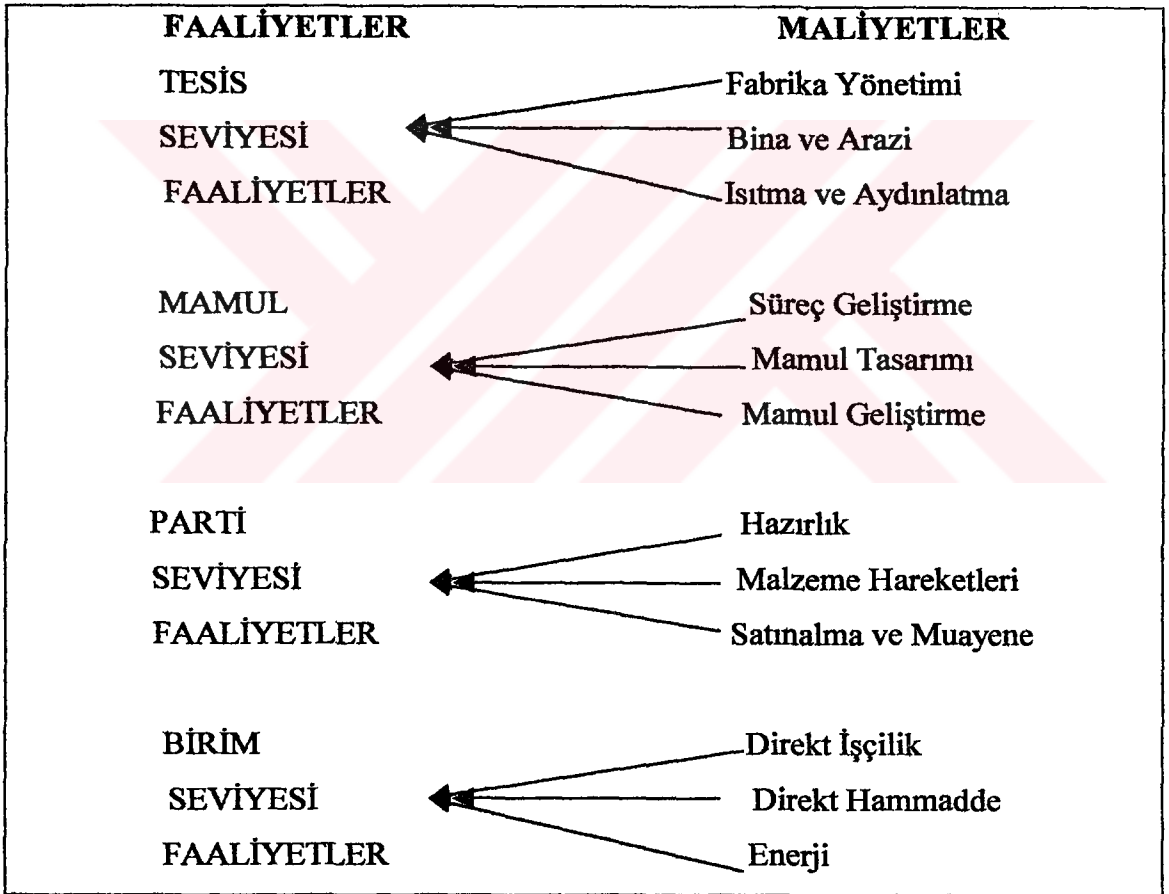 FAALİYETLER MALİYETLER
TESİS Fabrika Yönetimi
SEVİYESİ Bina ve Arazi
FAALİYETLER Isıtma ve Aydınlatma
MAMUL Süreç Geliştirme
SEVİYESİ Mamul Tasarımı
FAALİYETLER Mamul Geliştirme
PARTİ Hazırlık
SEVİYESİ Malzeme Hareketleri
FAALİYETLER Satınalma ve Muayene
BİRİM Direkt İşçilik
SEVİYESİ Direkt Hammadde
FAALİYETLER Enerji